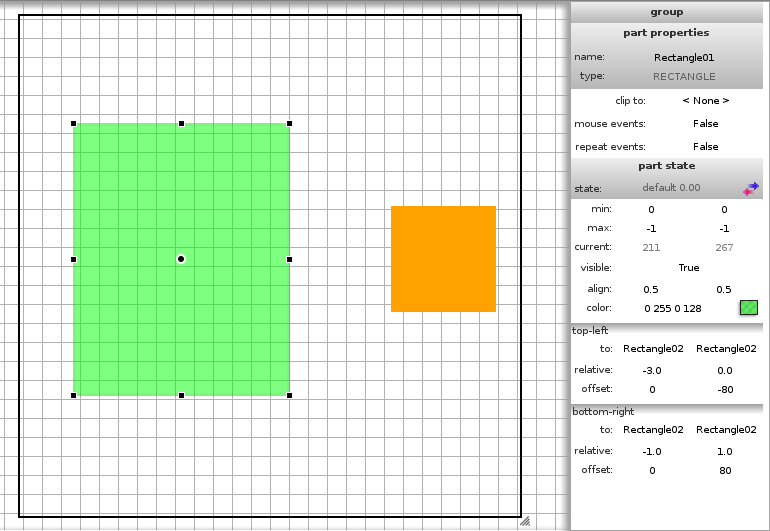 group
part properties
name: Rectangle01
type: RECTANGLE
clip to: < None >
mouse events: False
repeat events: False
part state
state: default 0.00
min: 0 0
max: -1 -1
current: 211 267
visible: True
align: 0.5 0.5
color: 0 255 0 128
top-left
to: Rectangle02 Rectangle02
relative: -3.0 0.0
offset: 0 -80
bottom-right
to: Rectangle02 Rectangle02
relative: -1.0 1.0
offset: 0 80